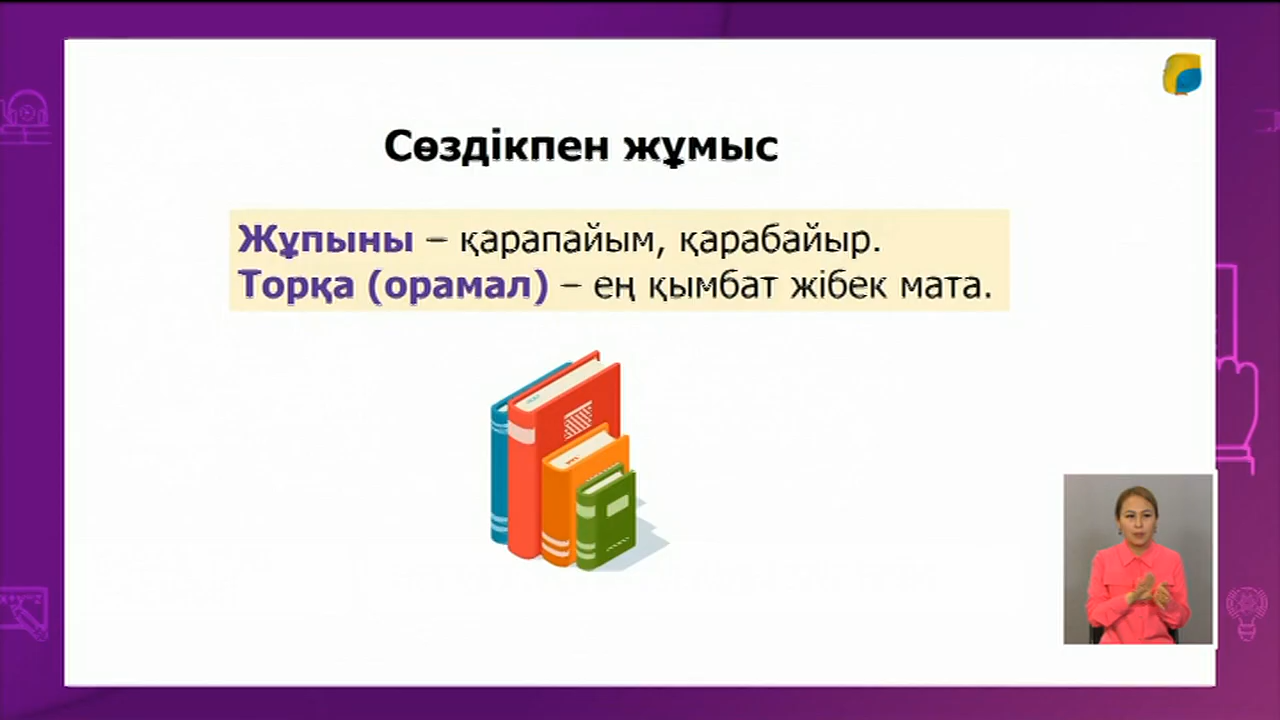 Сөздікпен жұмыс
Жұпыны – қарапайым, қарабайыр.
Торқа (орамал) – ең қымбат жібек мата.
x+y=z